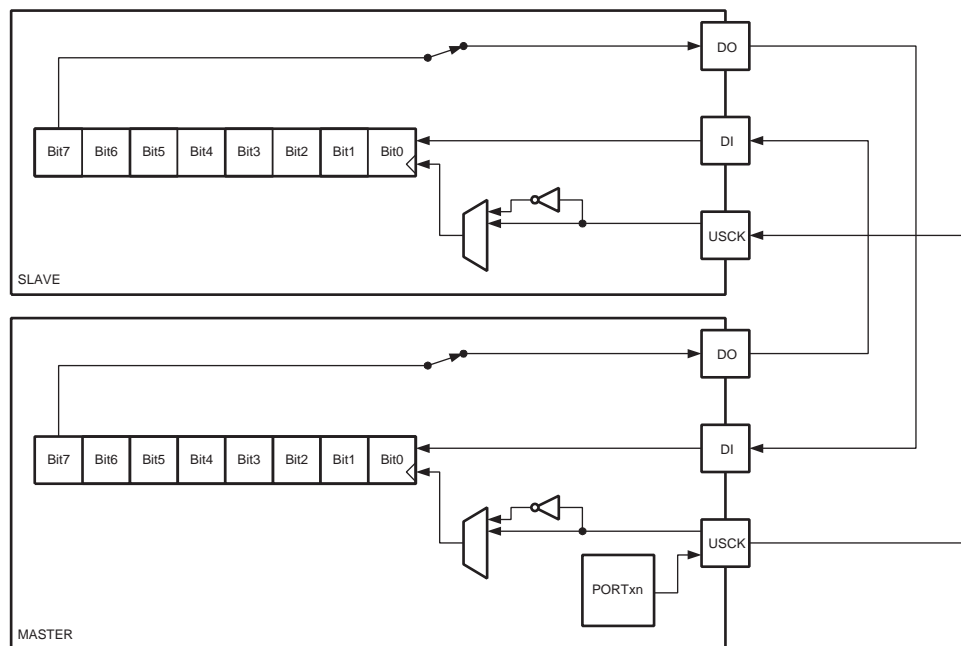 DO
Bit7 Bit6 Bit5 Bit4 Bit3 Bit2 Bit1 Bit0
DI
USCK
SLAVE
DO
Bit7 Bit6 Bit5 Bit4 Bit3 Bit2 Bit1 Bit0
DI
USCK
PORTxn
MASTER